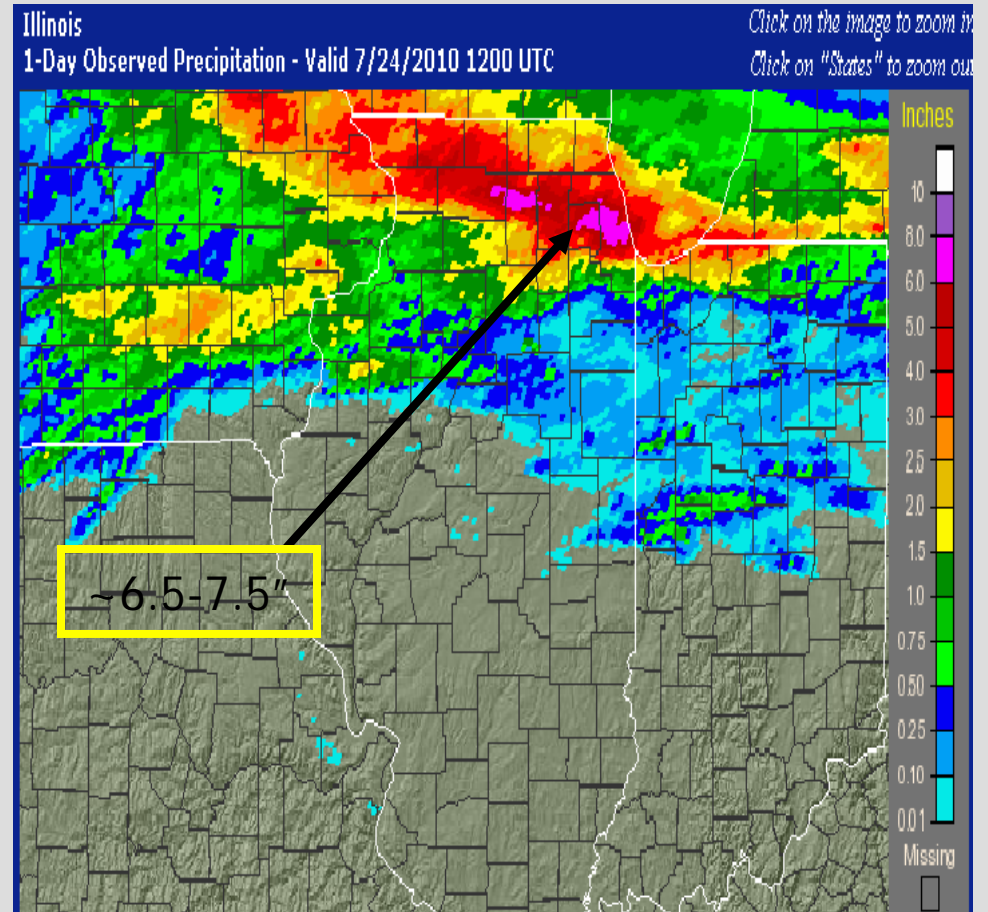 Illinois
Click on the image to zoom in
1-Day Observed Precipitation - Valid 7/24/2010 1200 UTC
Click on "States" to zoom out
Inches
10
8.0
6.0
5.0
4.0
3.0
2.5
2.0
1.5
1.0
0.75
0.50
0.25
0.10
0.01
Missing
~6.5-7.5"